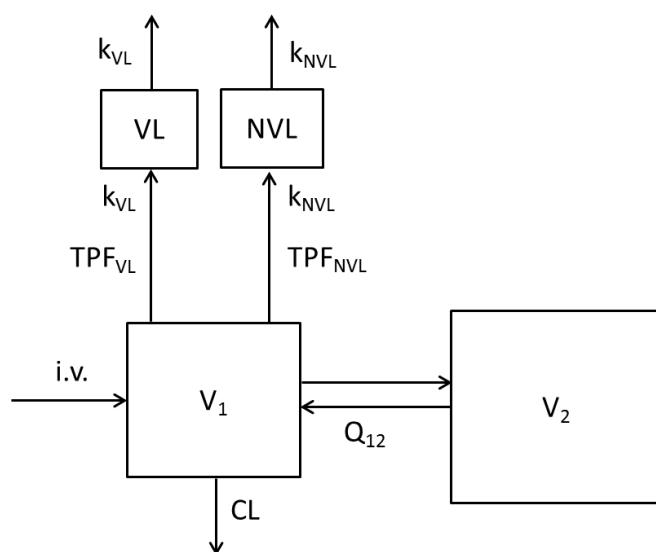 k_VL
k_NVL
VL
NVL
k_VL
k_NVL
TPF_VL
TPF_NVL
i.v.
V_1
V_2
Q_12
CL